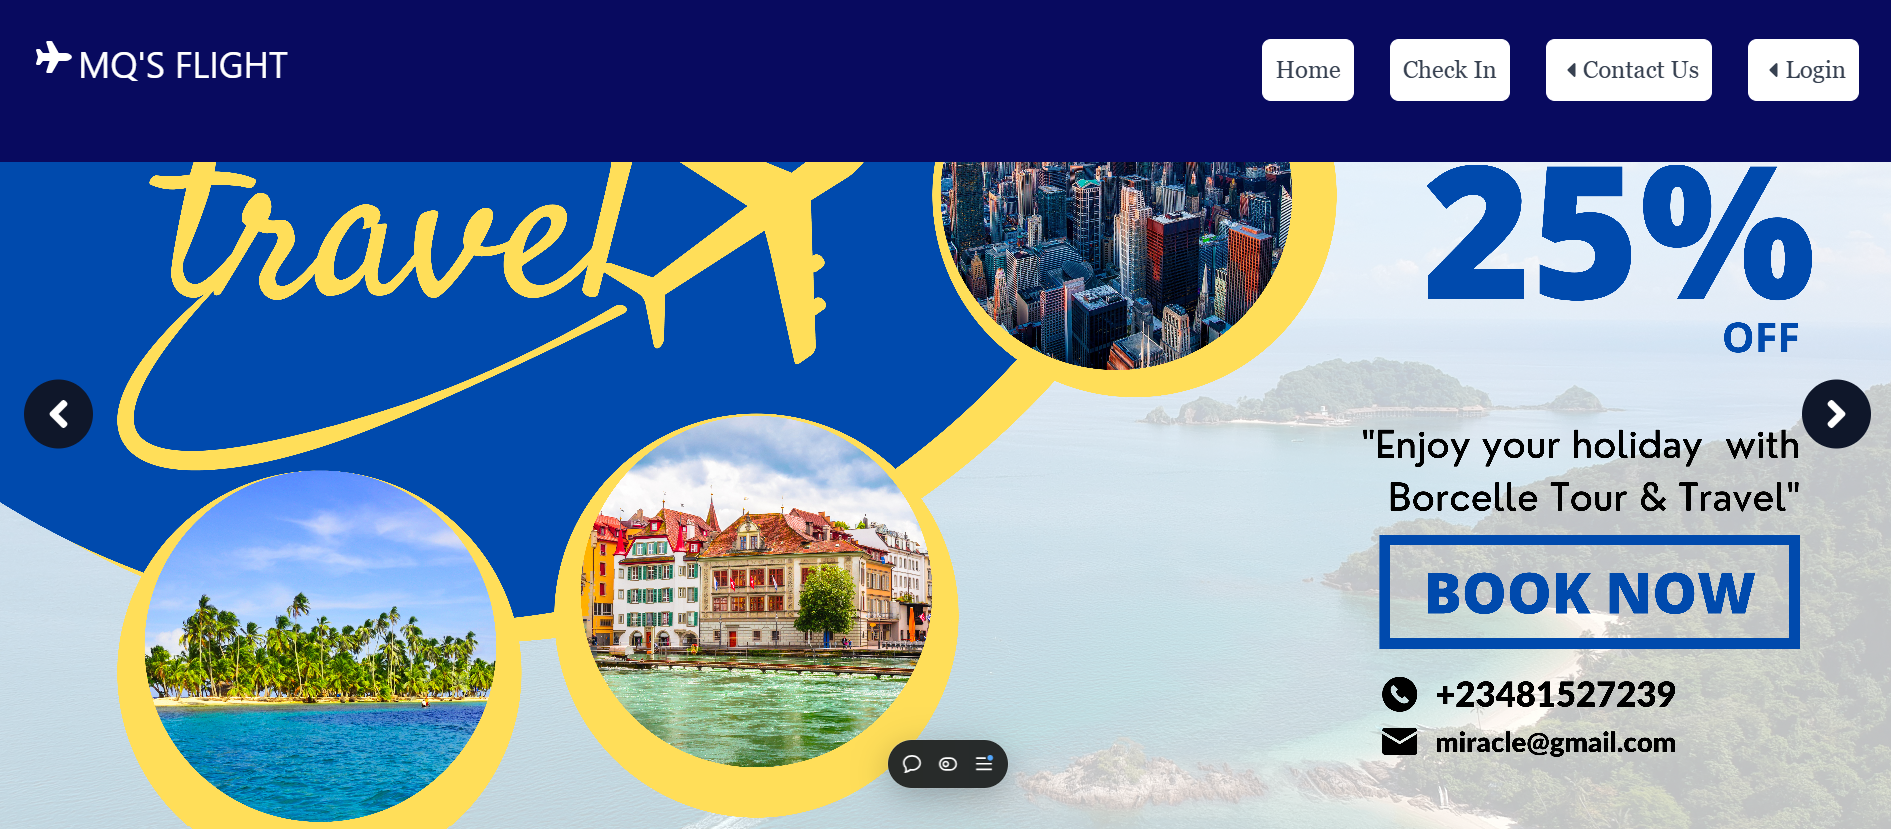 MQ'S FLIGHT
Home
Check In
Contact Us
Login
travel
25%
OFF
"Enjoy your holiday with
Borcelle Tour & Travel"
BOOK NOW
+23481527239
miracle@gmail.com